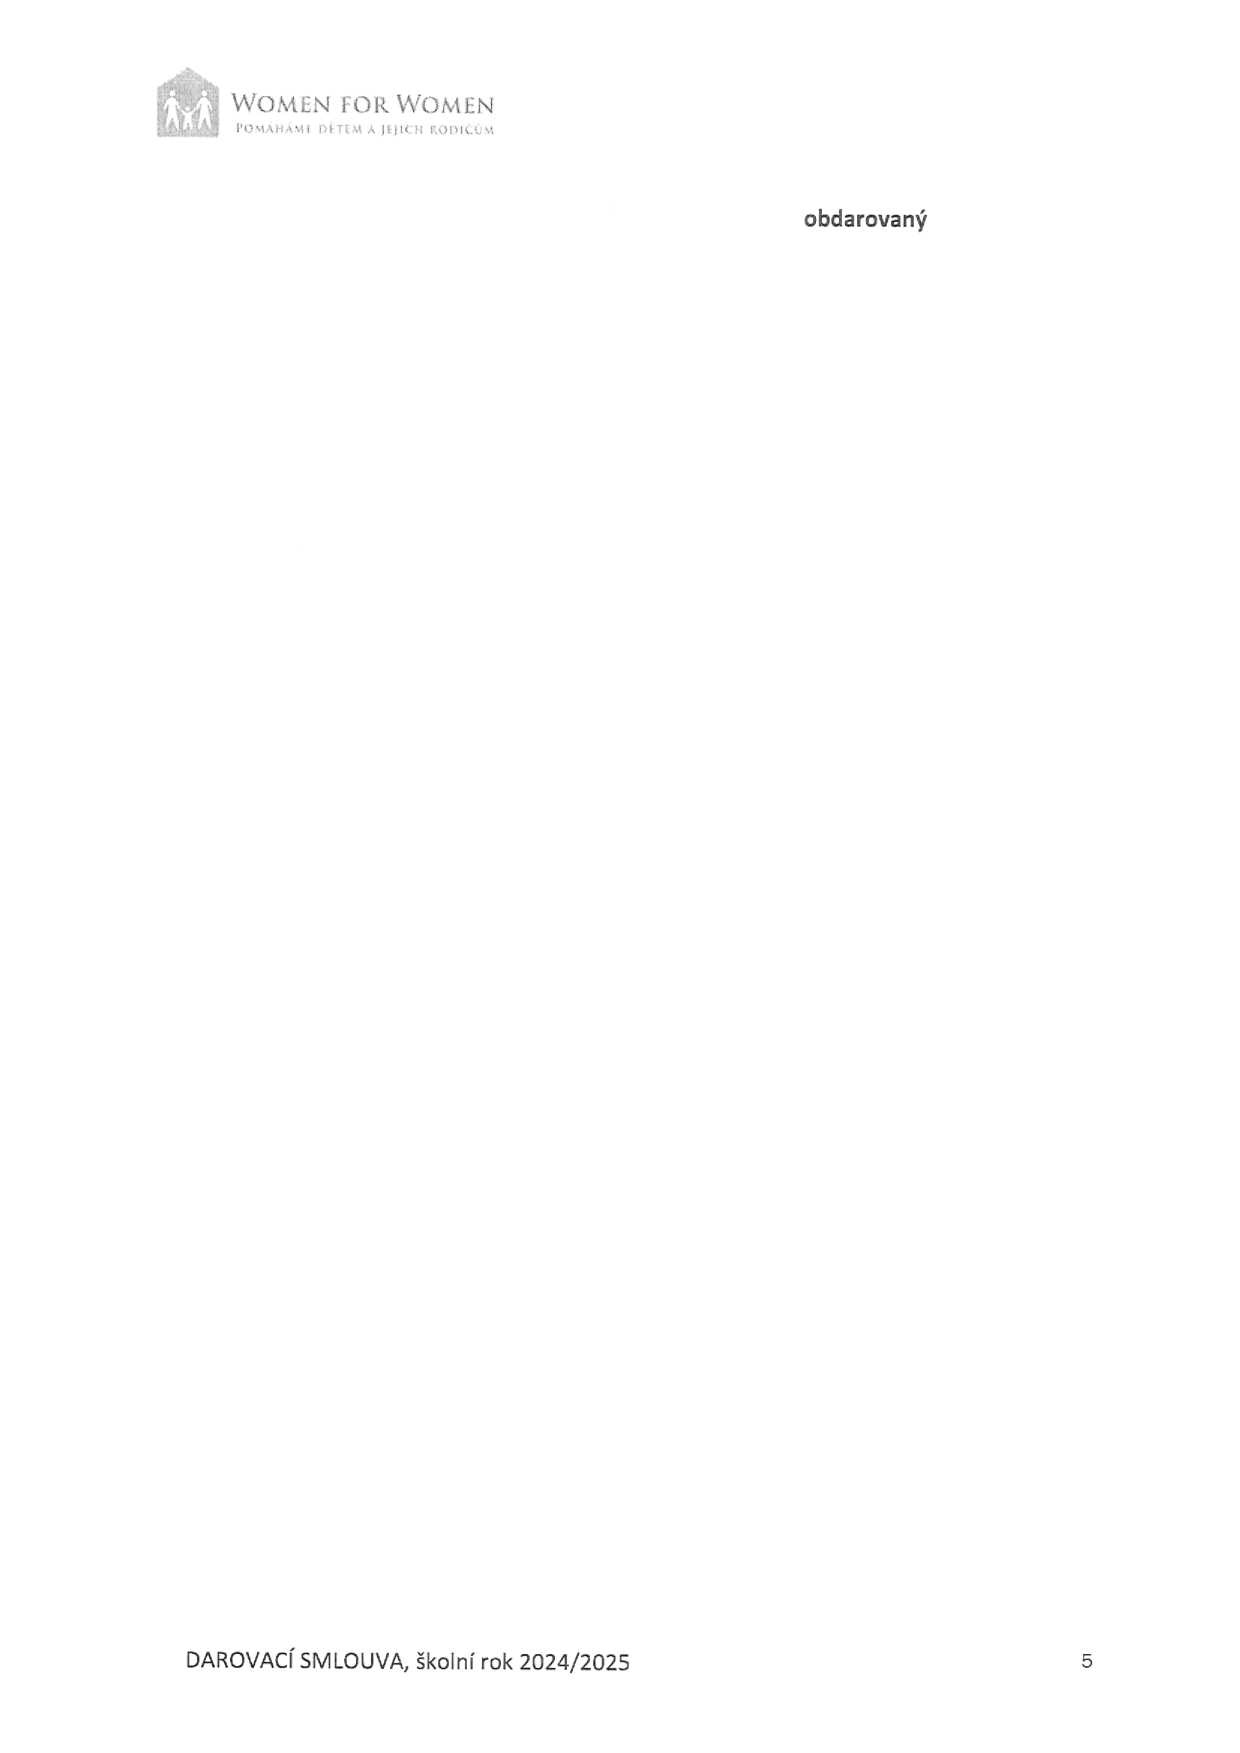 WOMEN FOR WOMEN
POMÁHÁME DĚTEM A JEJICH RODIČŮM
obdarovaný
DAROVACÍ SMLOUVA, školní rok 2024/2025
5